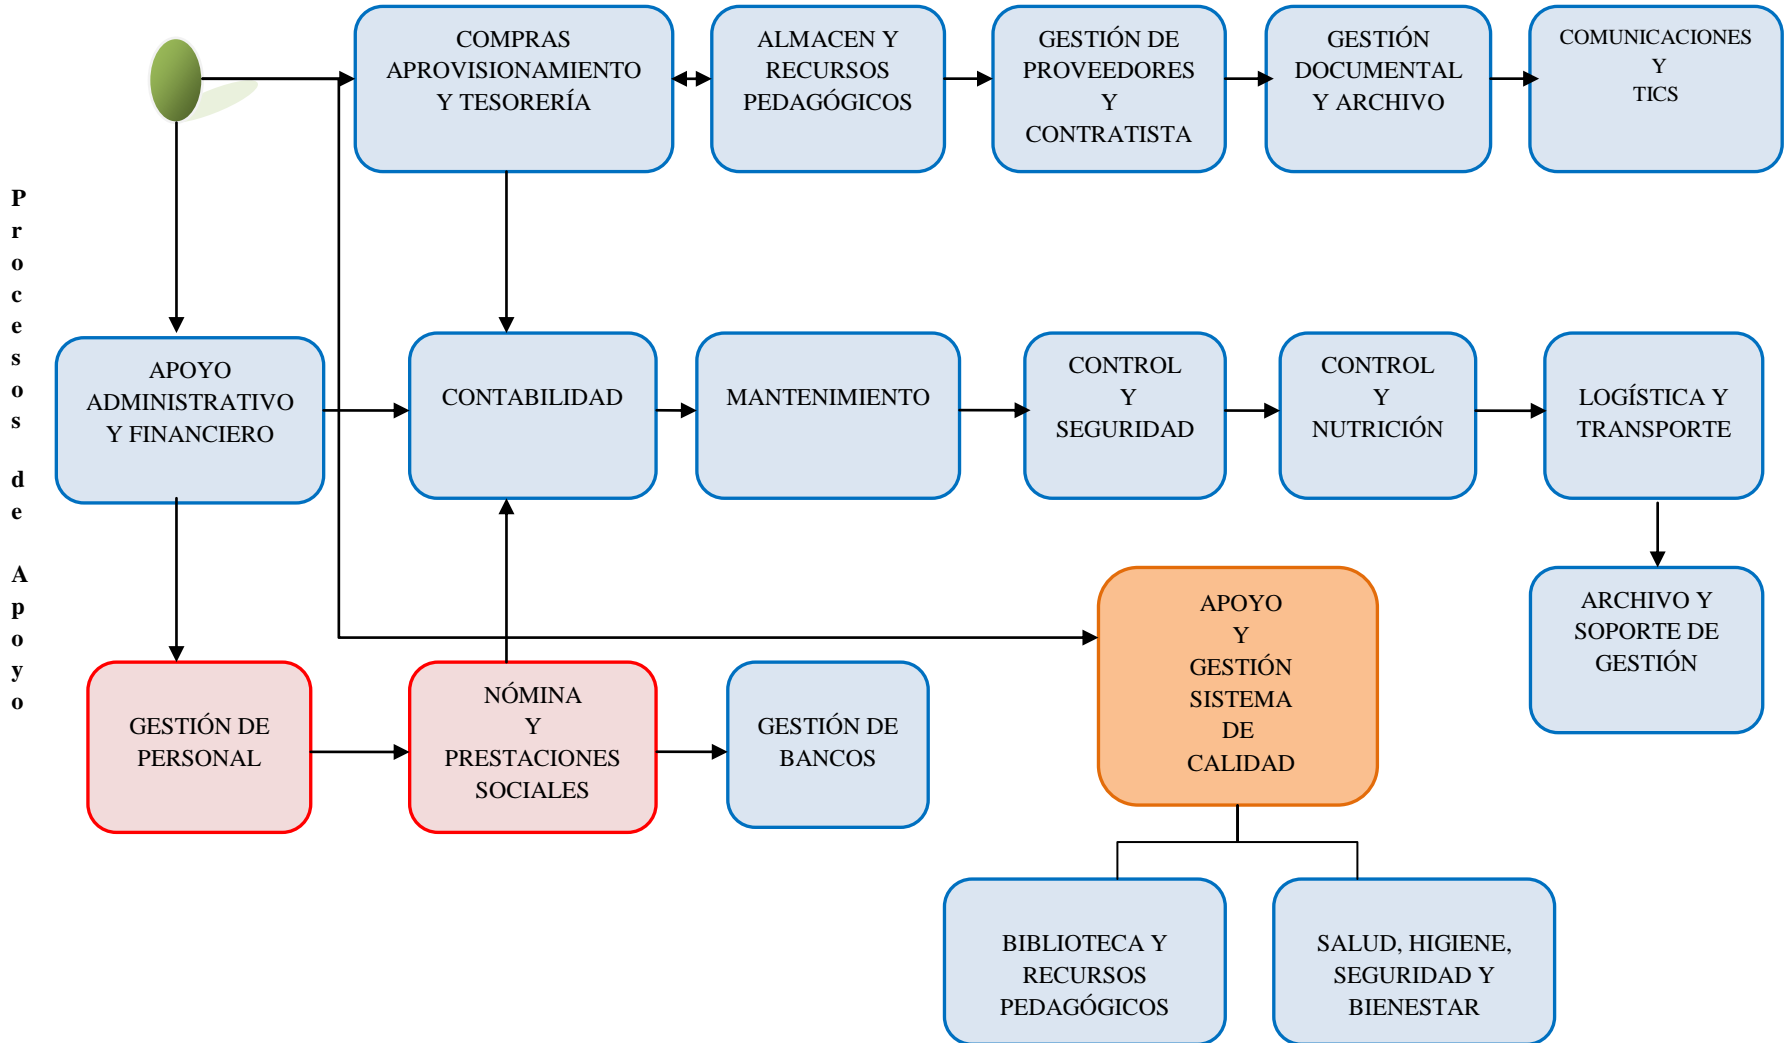 Procesos de Apoyo
COMPRAS
APROVISIONAMIENTO
Y TESORERÍA
ALMACEN Y
RECURSOS
PEDAGÓGICOS
GESTIÓN DE
PROVEEDORES
Y
CONTRATISTA
GESTIÓN
DOCUMENTAL
Y ARCHIVO
COMUNICACIONES
Y
TICS
APOYO
ADMINISTRATIVO
Y FINANCIERO
CONTABILIDAD
MANTENIMIENTO
CONTROL
Y
SEGURIDAD
CONTROL
Y
NUTRICIÓN
LOGÍSTICA Y
TRANSPORTE
ARCHIVO Y
SOPORTE DE
GESTIÓN
GESTIÓN DE
PERSONAL
NÓMINA
Y
PRESTACIONES
SOCIALES
GESTIÓN DE
BANCOS
APOYO
Y
GESTIÓN
SISTEMA
DE
CALIDAD
BIBLIOTECA Y
RECURSOS
PEDAGÓGICOS
SALUD, HIGIENE,
SEGURIDAD Y
BIENESTAR